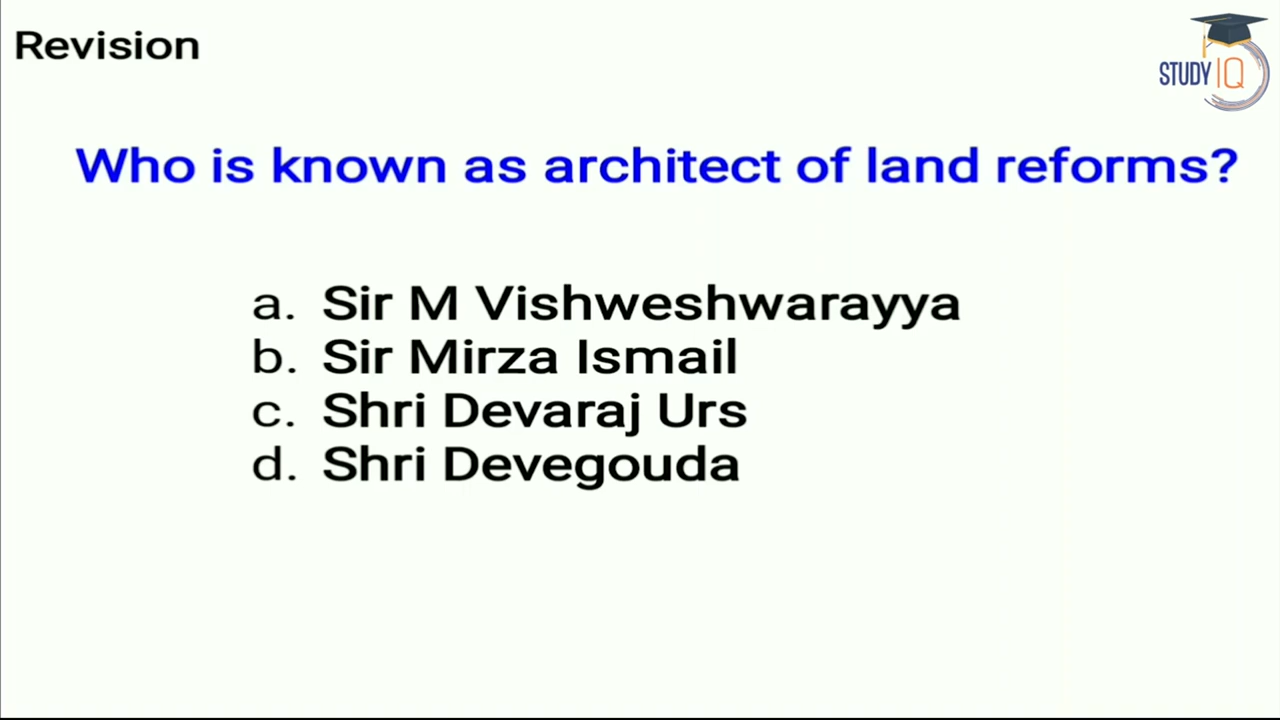 Revision
STUDY IQ
Who is known as architect of land reforms?
a. Sir M Vishweshwarayya
b. Sir Mirza Ismail
c. Shri Devaraj Urs
d. Shri Devegouda